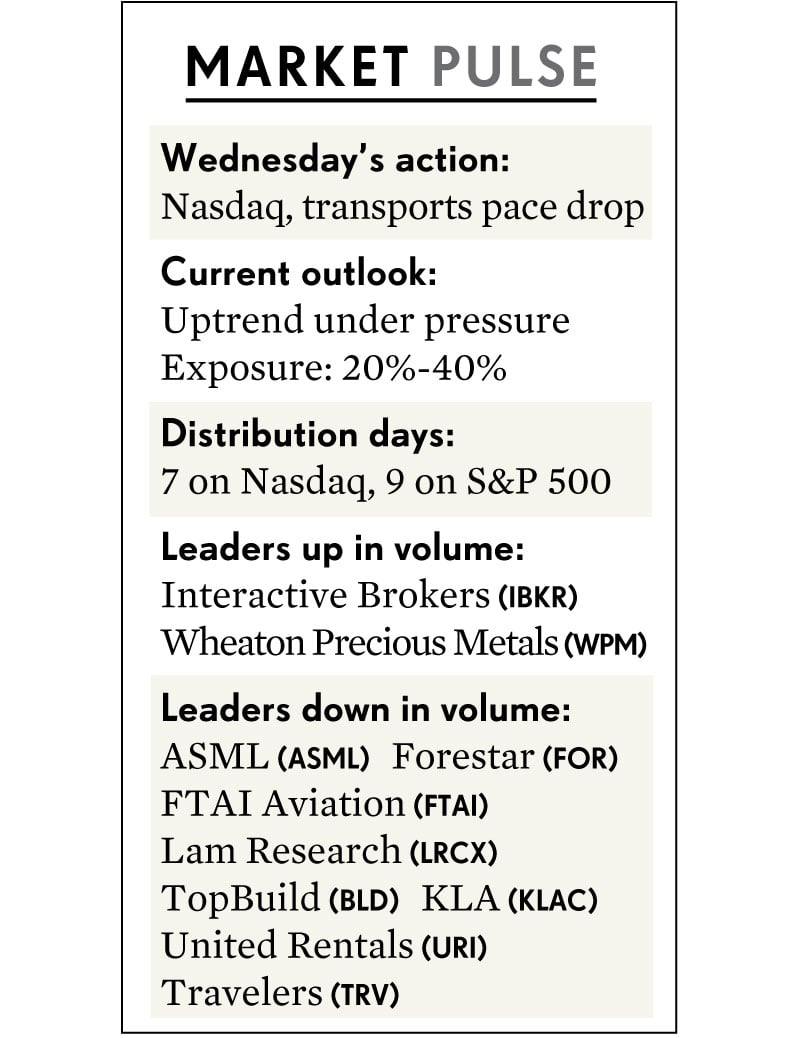 MARKET PULSE
Wednesday’s action:
Nasdaq, transports pace drop
Current outlook:
Uptrend under pressure
Exposure: 20%-40%
Distribution days:
7 on Nasdaq, 9 on S&P 500
Leaders up in volume:
Interactive Brokers (IBKR)
Wheaton Precious Metals (WPM)
Leaders down in volume:
ASML (ASML) Forestar (FOR)
FTAI Aviation (FTAI)
Lam Research (LRCX)
TopBuild (BLD) KLA (KLAC)
United Rentals (URI)
Travelers (TRV)